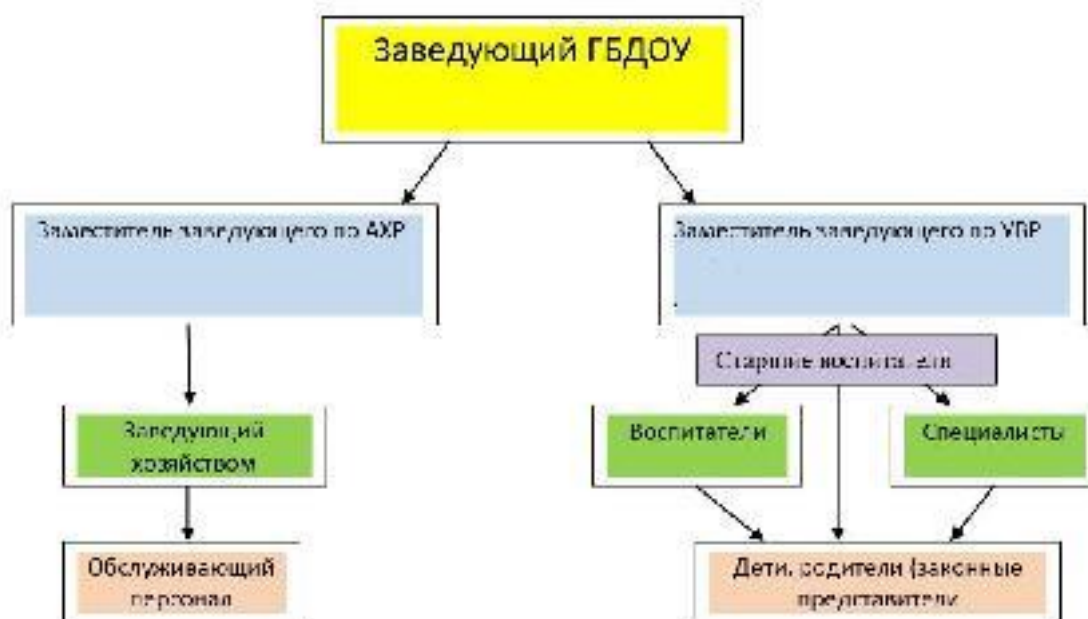 Заведующий ГБДОУ
Заместитель заведующего по АХР
Заместитель заведующего по УВР
Старшие воспитатели
Заведующий
хозяйством
Воспитатели
Специалисты
Обслуживающий
персонал
Дети, родители (законные
представители